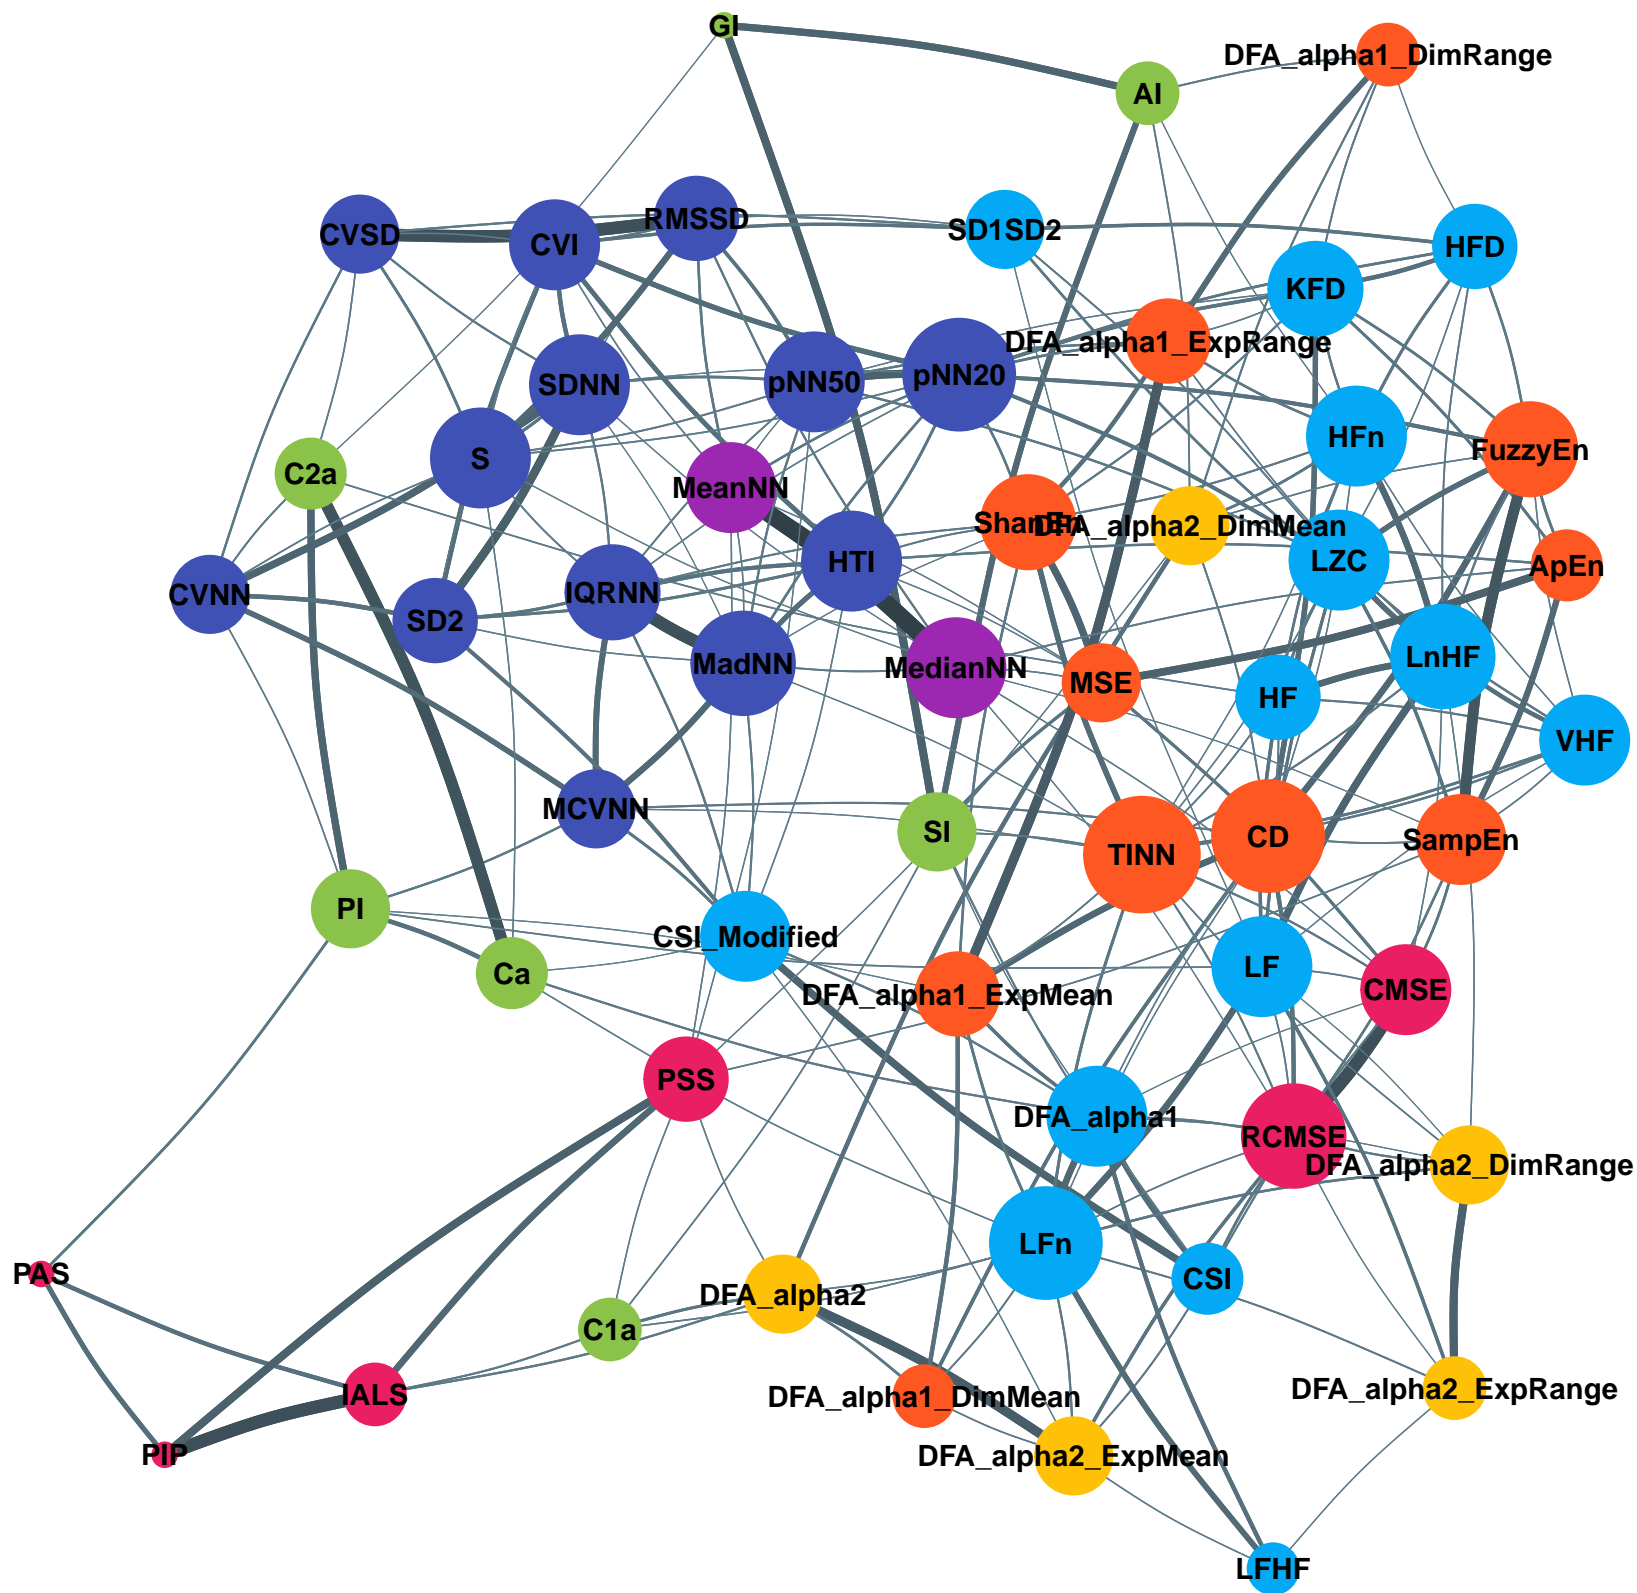 GI
DFA_alpha1_DimRange
AI
CVSD
CVI
RMSSD
SD1SD2
HFD
KFD
DFA_alpha1_ExpRange
SDNN
pNN50
pNN20
HFn
FuzzyEn
S
C2a
MeanNN
ShanEn
DFA_alpha2_DimMean
HTI
LZC
ApEn
CVNN
SD2
IQRNN
MadNN
MedianNN
MSE
LnHF
HF
VHF
MCVNN
SI
TINN
CD
SampEn
PI
CSI_Modified
Ca
DFA_alpha1_ExpMean
LF
CMSE
PSS
DFA_alpha1
RCMSE
DFA_alpha2_DimRange
LFn
CSI
PAS
DFA_alpha2
C1a
IALS
DFA_alpha1_DimMean
DFA_alpha2_ExpRange
PIP
DFA_alpha2_ExpMean
LFHF